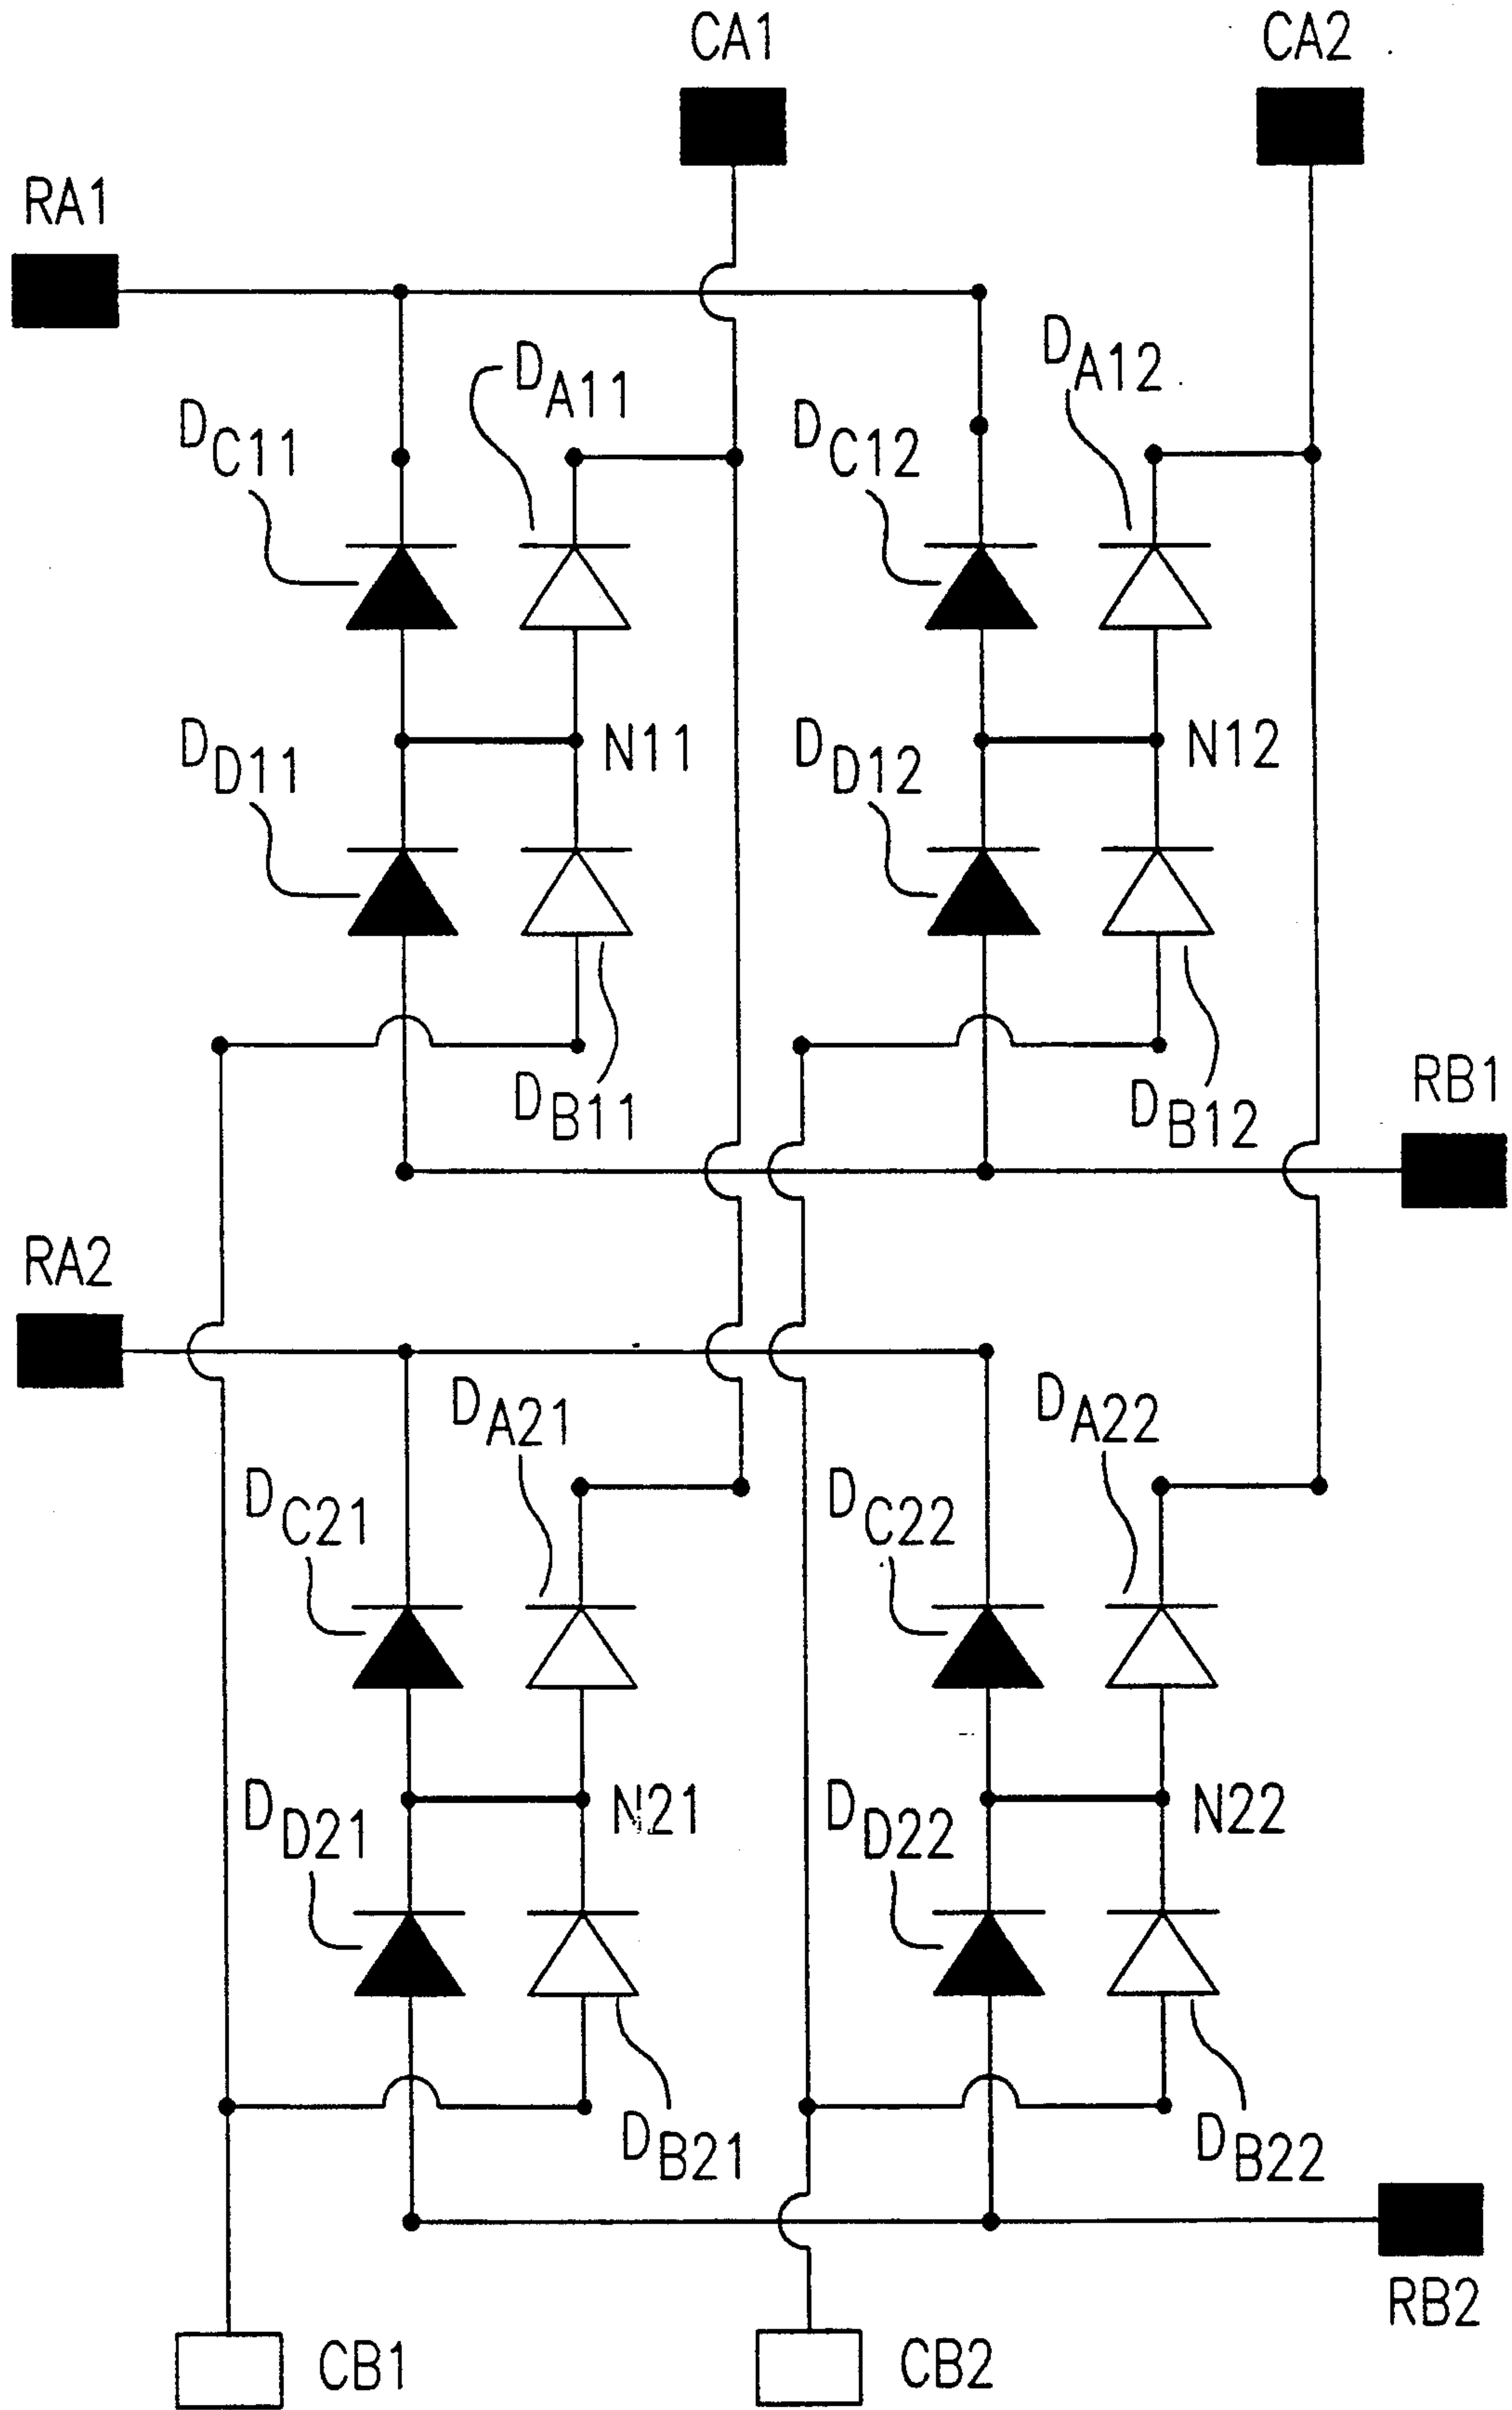 CA1 CA2
RA1
DA11 DA12
DC11 DC12
DD11 N11 DD12 N12
DB11 DB12
RB1
RA2
DA21 DA22
DC21 DC22
DD21 N21 DD22 N22
DB21 DB22
RB2
CB1 CB2